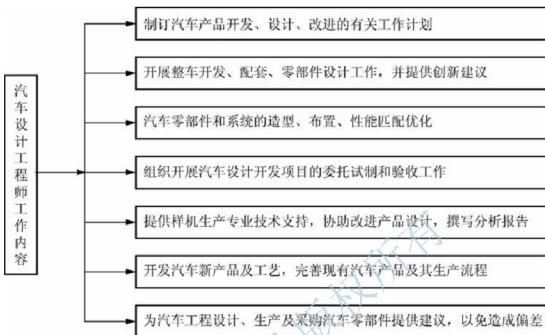 汽车设计工程师工作内容
制订汽车产品开发、设计、改进的有关工作计划
开展整车开发、配套、零部件设计工作，并提供创新建议
汽车零部件和系统的造型、布置、性能匹配优化
组织开展汽车设计开发项目的委托试制和验收工作
提供样机生产专业技术支持，协助改进产品设计，撰写分析报告
开发汽车新产品及工艺，完善现有汽车产品及其生产流程
为汽车工程设计、生产及采购汽车零部件提供建议，以免造成偏差
版权所有